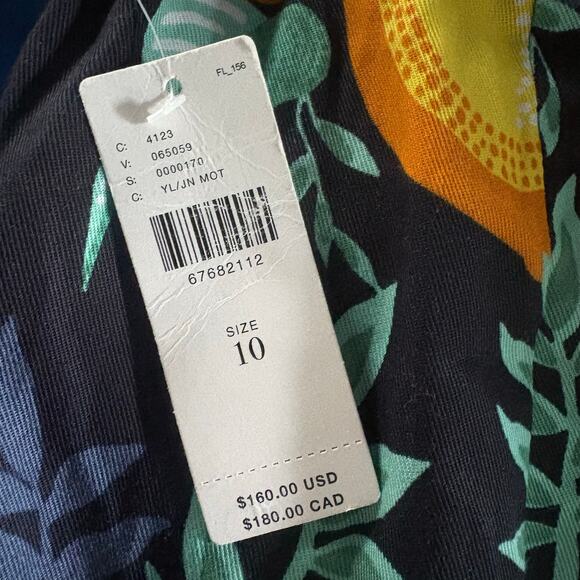 FL_156
C: 4123
V: 065059
S: 0000170
C: YL/JN MOT
67682112
SIZE
10
$160.00 USD
$180.00 CAD